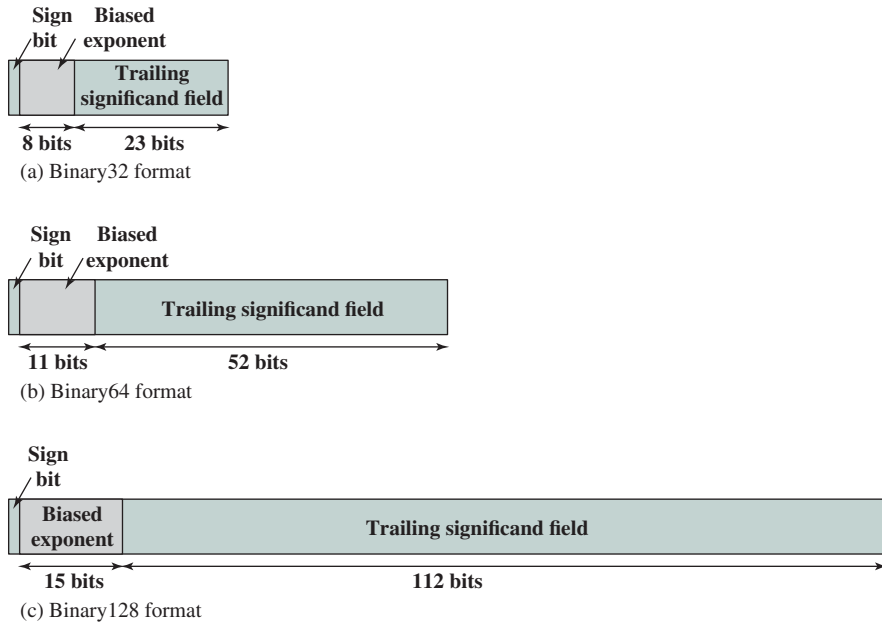 Sign bit
Biased exponent
Trailing significand field
8 bits
23 bits
(a) Binary32 format
Sign bit
Biased exponent
Trailing significand field
11 bits
52 bits
(b) Binary64 format
Sign bit
Biased exponent
Trailing significand field
15 bits
112 bits
(c) Binary128 format